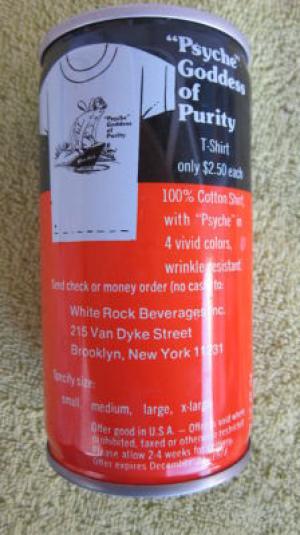 "Psyche"
Goddess
of
Purity
T-Shirt
only $2.50 each
"Psyche"
Goddess
of
Purity
100% Cotton Shirt,
with "Psyche" in
4 vivid colors,
wrinkle resistant.
Send check or money order (no cash) to:
White Rock Beverages Inc.
215 Van Dyke Street
Brooklyn, New York 11231
Specify size:
small, medium, large, x-large
Offer good in U.S.A. — Offer void where
prohibited, taxed or otherwise restricted
Please allow 2-4 weeks for
Offer expires December